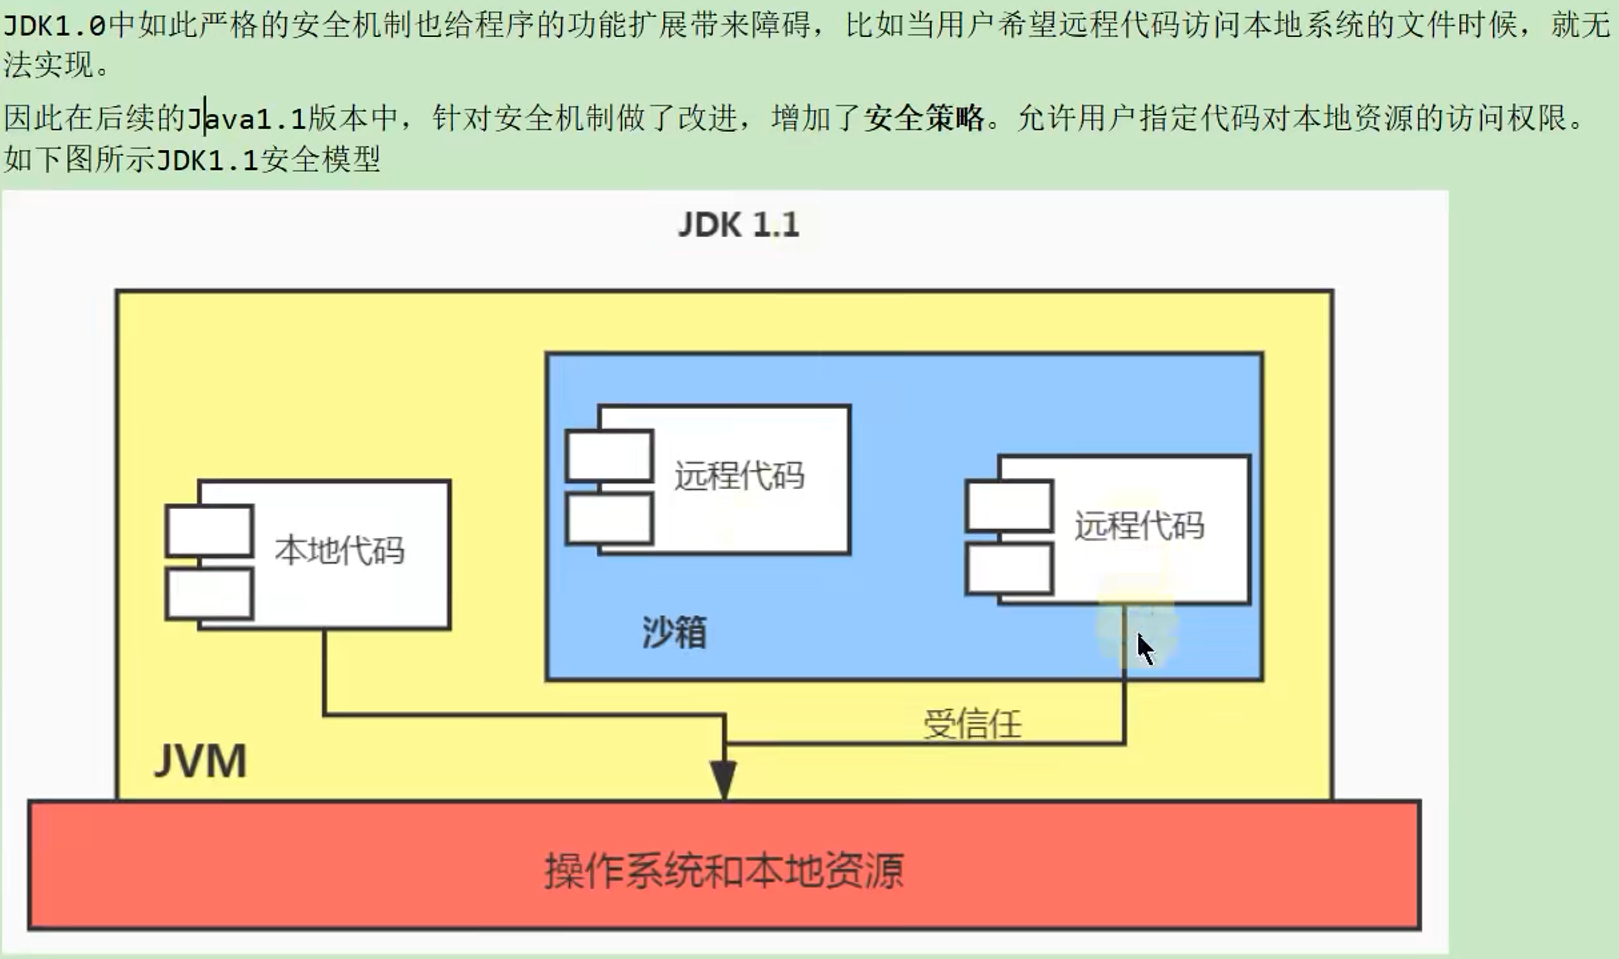 JDK1.0中如此严格的安全机制也给程序的功能扩展带来障碍，比如当用户希望远程代码访问本地系统的文件时候，就无
法实现。
因此在后续的Java1.1版本中，针对安全机制做了改进，增加了安全策略。允许用户指定代码对本地资源的访问权限。
如下图所示JDK1.1安全模型
JDK 1.1
远程代码
远程代码
本地代码
沙箱
受信任
JVM
操作系统和本地资源